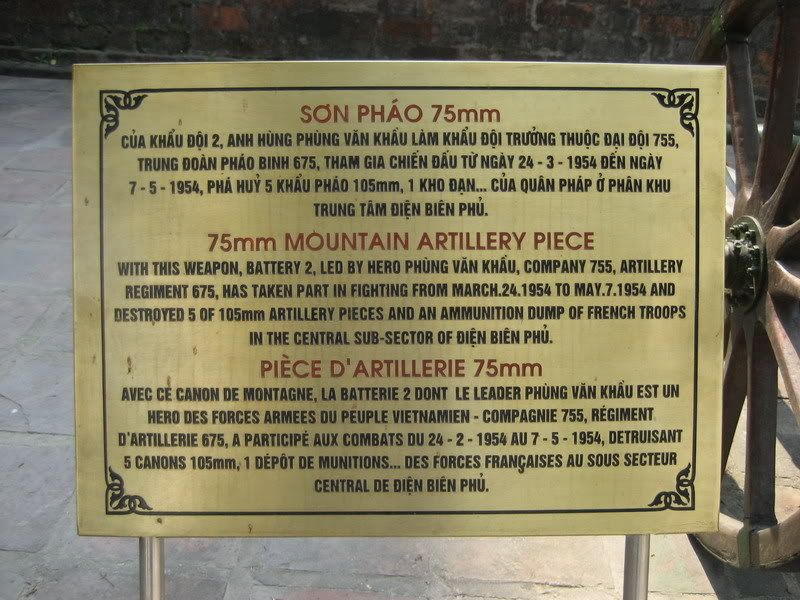 SƠN PHÁO 75mm
CỦA KHẨU ĐỘI 2, ANH HÙNG PHÙNG VĂN KHẦU LÀM KHẨU ĐỘI TRƯỞNG THUỘC ĐẠI ĐỘI 755,
TRUNG ĐOÀN PHÁO BINH 675, THAM GIA CHIẾN ĐẤU TỪ NGÀY 24 - 3 - 1954 ĐẾN NGÀY
7 - 5 - 1954, PHÁ HUỶ 5 KHẨU PHÁO 105mm, 1 KHO ĐẠN... CỦA QUÂN PHÁP Ở PHÂN KHU
TRUNG TÂM ĐIỆN BIÊN PHỦ.
75mm MOUNTAIN ARTILLERY PIECE
WITH THIS WEAPON, BATTERY 2, LED BY HERO PHÙNG VĂN KHẦU, COMPANY 755, ARTILLERY
REGIMENT 675, HAS TAKEN PART IN FIGHTING FROM MARCH.24.1954 TO MAY.7.1954 AND
DESTROYED 5 OF 105mm ARTILLERY PIECES AND AN AMMUNITION DUMP OF FRENCH TROOPS
IN THE CENTRAL SUB-SECTOR OF ĐIỆN BIÊN PHỦ.
PIÈCE D'ARTILLERIE 75mm
AVEC CE CANON DE MONTAGNE, LA BATTERIE 2 DONT LE LEADER PHÙNG VĂN KHẦU EST UN
HERO DES FORCES ARMEES DU PEUPLE VIETNAMIEN - COMPAGNIE 755, RÉGIMENT
D'ARTILLERIE 675, A PARTICIPÉ AUX COMBATS DU 24 - 2 - 1954 AU 7 - 5 - 1954, DETRUISANT
5 CANONS 105mm, 1 DÉPÔT DE MUNITIONS... DES FORCES FRANÇAISES AU SOUS SECTEUR
CENTRAL DE ĐIỆN BIÊN PHỦ.